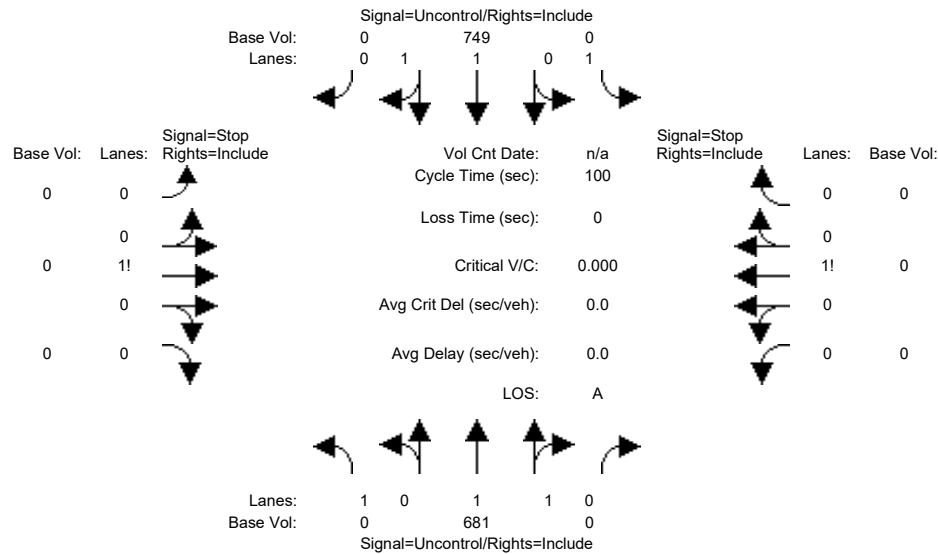 Signal=Uncontrol/Rights=Include
Base Vol: 0 749 0
Lanes: 0 1 1 0 1
Signal=Stop Signal=Stop
Base Vol: Lanes: Rights=Include Vol Cnt Date: n/a Rights=Include Lanes: Base Vol:
Cycle Time (sec): 100
0 0 0 0
Loss Time (sec): 0
0 0
0 1! Critical V/C: 0.000 1! 0
0 Avg Crit Del (sec/veh): 0.0 0
0 0 Avg Delay (sec/veh): 0.0 0 0
LOS: A
Lanes: 1 0 1 1 0
Base Vol: 0 681 0
Signal=Uncontrol/Rights=Include